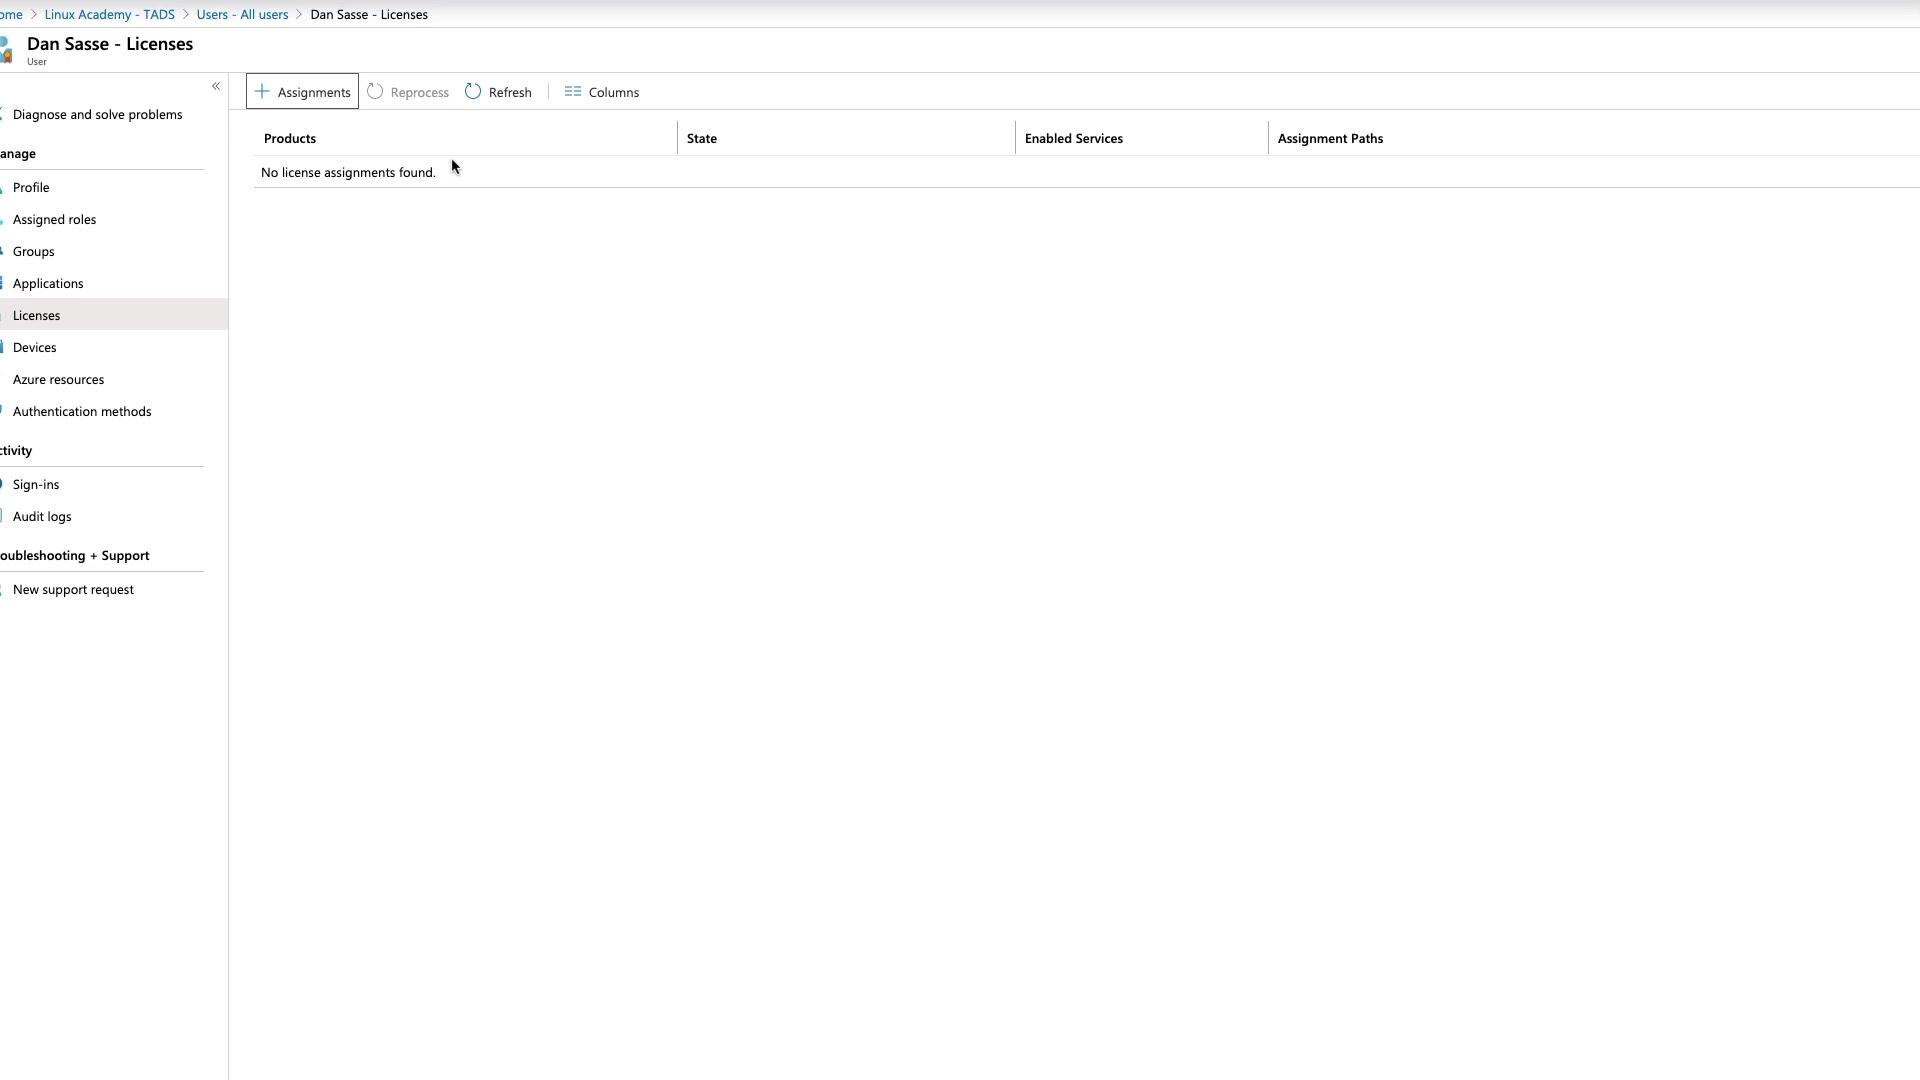 ome > Linux Academy - TADS > Users - All users > Dan Sasse - Licenses
Dan Sasse - Licenses
User
«
+ Assignments Reprocess Refresh Columns
Diagnose and solve problems
anage
Profile
Assigned roles
Groups
Applications
Licenses
Devices
Azure resources
Authentication methods
ctivity
Sign-ins
Audit logs
oubleshooting + Support
New support request
Products State Enabled Services Assignment Paths
No license assignments found.